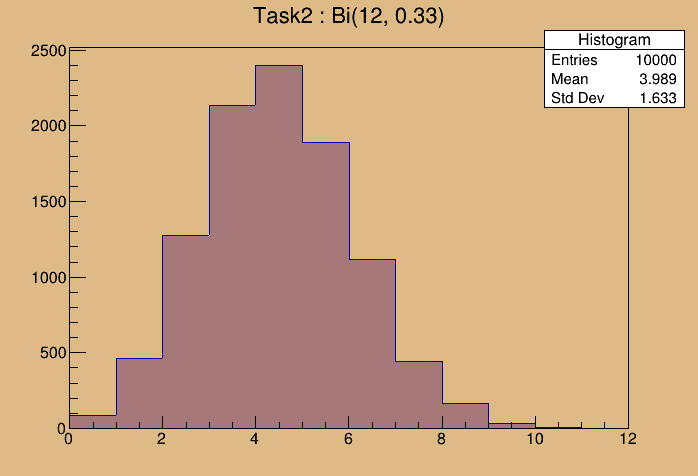 Task2 : Bi(12, 0.33)
Histogram
Entries 10000
Mean 3.989
Std Dev 1.633
2500
2000
1500
1000
500
0
0 2 4 6 8 10 12